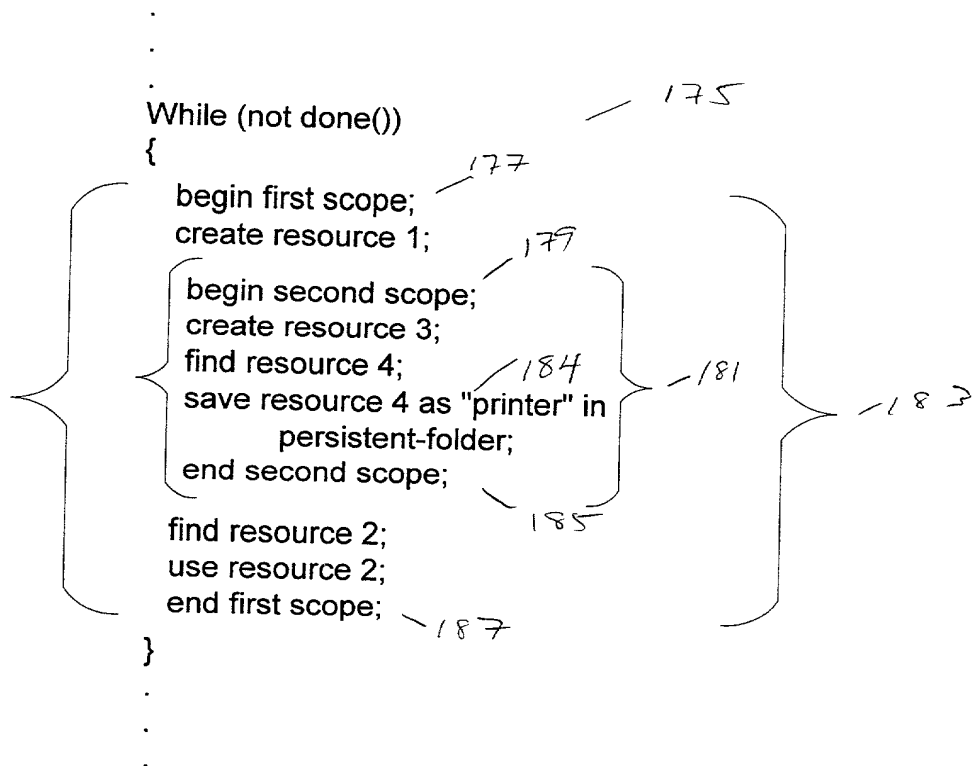 .
.
.
While (not done()) 175
{
177
begin first scope;
create resource 1;
179
begin second scope;
create resource 3;
find resource 4; 184
181
save resource 4 as "printer" in
183
persistent-folder;
end second scope;
185
find resource 2;
use resource 2;
end first scope;
187
}
.
.
.